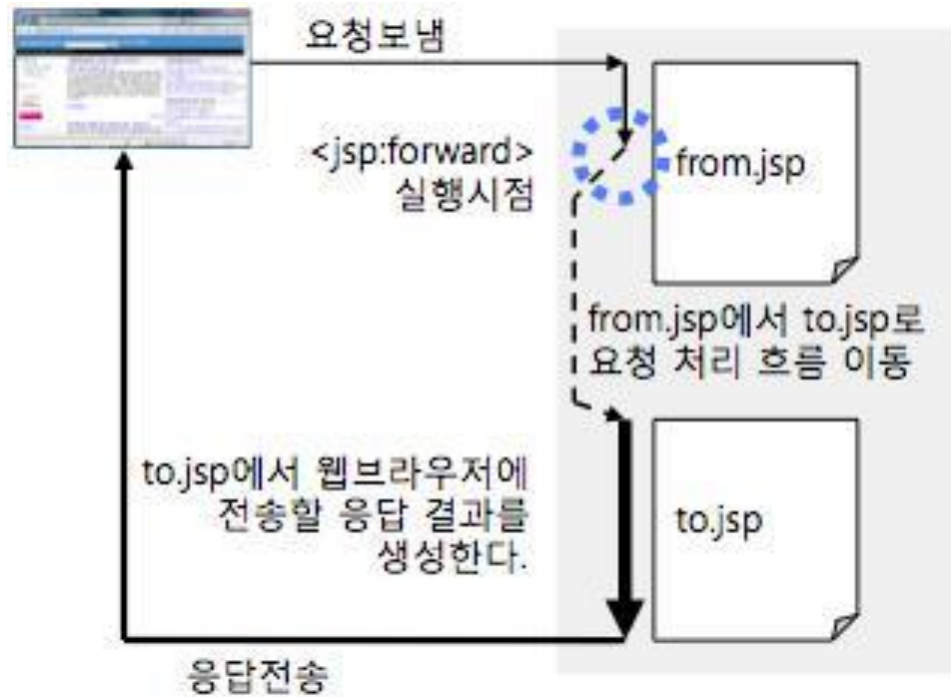 요청보냄
<jsp:forward>
실행시점
from.jsp
from.jsp에서 to.jsp로
요청 처리 흐름 이동
to.jsp에서 웹브라우저에
전송할 응답 결과를
생성한다.
to.jsp
응답전송